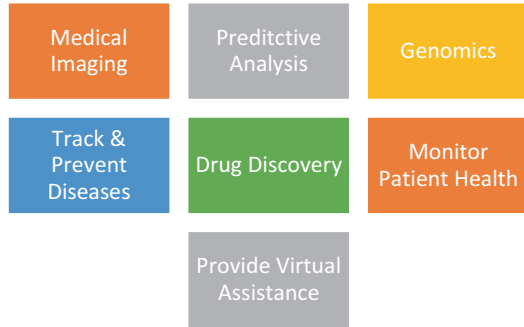 Medical
Imaging
Preditctive
Analysis
Genomics
Track &
Prevent
Diseases
Drug Discovery
Monitor
Patient Health
Provide Virtual
Assistance